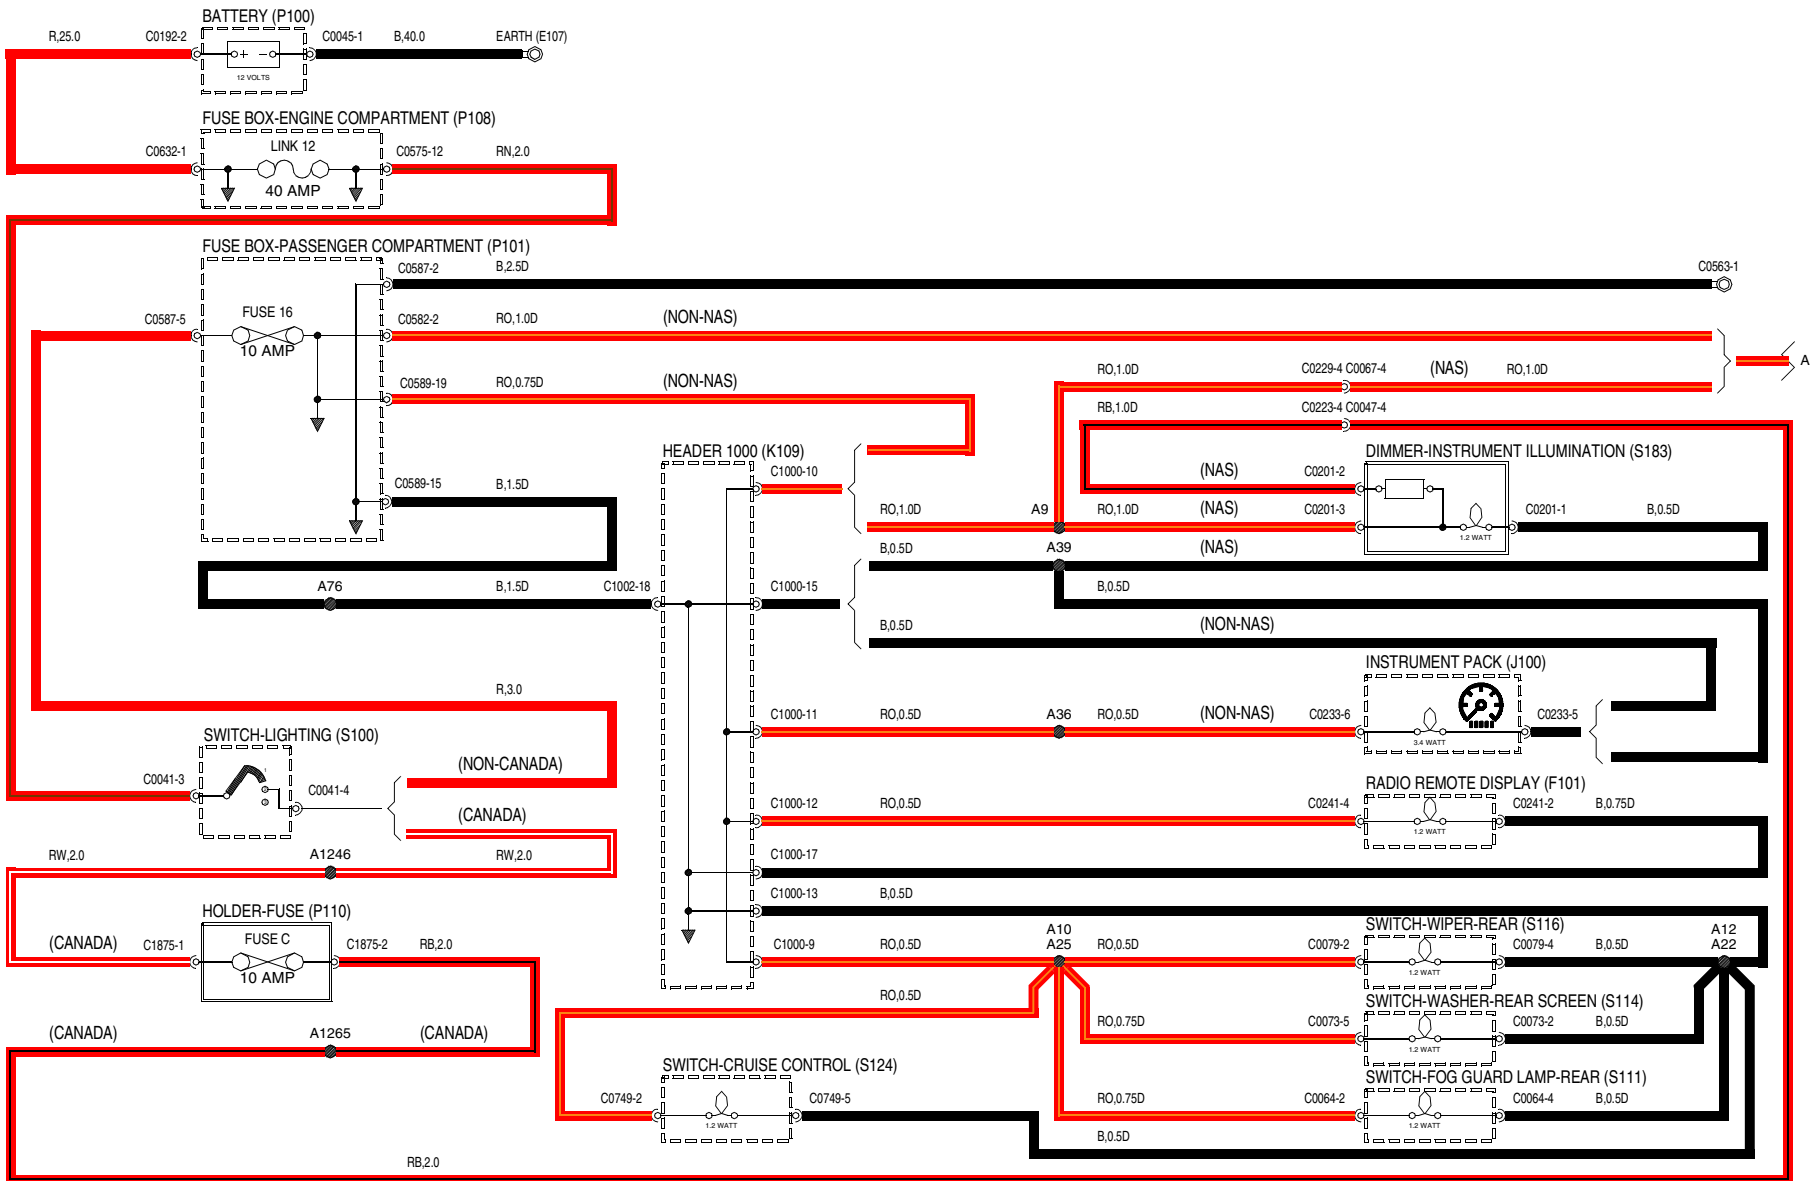 BATTERY (P100)
R,25.0 C0192-2 C0045-1 B,40.0 EARTH (E107)
+ −
12 VOLTS
FUSE BOX-ENGINE COMPARTMENT (P108)
C0632-1 LINK 12 C0575-12 RN,2.0
40 AMP
FUSE BOX-PASSENGER COMPARTMENT (P101)
C0587-2 B,2.5D C0563-1
C0587-5 FUSE 16 C0582-2 RO,1.0D (NON-NAS)
10 AMP
A
RO,1.0D C0229-4 C0067-4 (NAS) RO,1.0D
C0589-19 RO,0.75D (NON-NAS)
RB,1.0D C0223-4 C0047-4
HEADER 1000 (K109) DIMMER-INSTRUMENT ILLUMINATION (S183)
C1000-10 (NAS) C0201-2
C0589-15 B,1.5D
RO,1.0D A9 RO,1.0D (NAS) C0201-3 C0201-1 B,0.5D
1.2 WATT
B,0.5D A39 (NAS)
A76 B,1.5D C1002-18 C1000-15 B,0.5D
B,0.5D (NON-NAS)
INSTRUMENT PACK (J100)
R,3.0
C1000-11 RO,0.5D A36 RO,0.5D (NON-NAS) C0233-6 C0233-5
3.4 WATT
SWITCH-LIGHTING (S100)
(NON-CANADA)
C0041-3 C0041-4
RADIO REMOTE DISPLAY (F101)
C1000-12 RO,0.5D C0241-4 C0241-2 B,0.75D
1.2 WATT
(CANADA)
RW,2.0 A1246 RW,2.0 C1000-17
C1000-13 B,0.5D
HOLDER-FUSE (P110)
SWITCH-WIPER-REAR (S116)
(CANADA) C1875-1 FUSE C C1875-2 RB,2.0
10 AMP
A10 A12
C1000-9 RO,0.5D A25 RO,0.5D C0079-2 C0079-4 B,0.5D A22
1.2 WATT
RO,0.5D
SWITCH-WASHER-REAR SCREEN (S114)
RO,0.75D C0073-5 C0073-2 B,0.5D
1.2 WATT
(CANADA) A1265 (CANADA)
SWITCH-CRUISE CONTROL (S124)
SWITCH-FOG GUARD LAMP-REAR (S111)
C0749-2 C0749-5 RO,0.75D C0064-2 C0064-4 B,0.5D
1.2 WATT 1.2 WATT
B,0.5D
RB,2.0